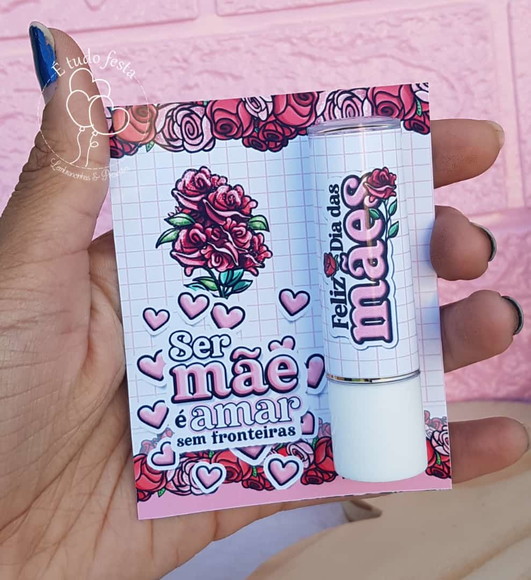 É tudo festa
Ser
mãe
é amar
sem fronteiras
Feliz Dia das
mães